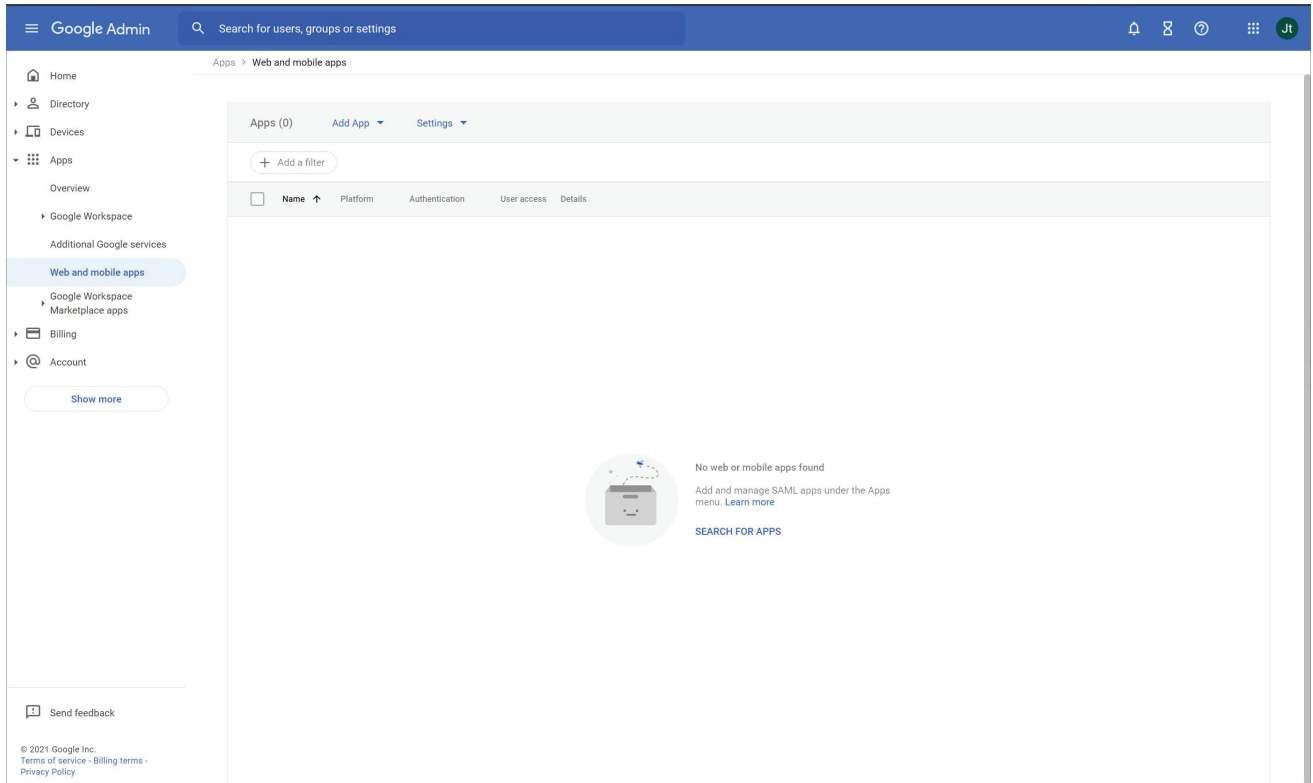 Google Admin
Search for users, groups or settings
Jt
Apps > Web and mobile apps
Home
Directory
Devices
Apps
Overview
Google Workspace
Additional Google services
Web and mobile apps
Google Workspace
Marketplace apps
Billing
Account
Show more
Apps (0) Add App Settings
+ Add a filter
Name Platform Authentication User access Details
No web or mobile apps found
Add and manage SAML apps under the Apps
menu. Learn more
SEARCH FOR APPS
Send feedback
© 2021 Google Inc.
Terms of service - Billing terms -
Privacy Policy